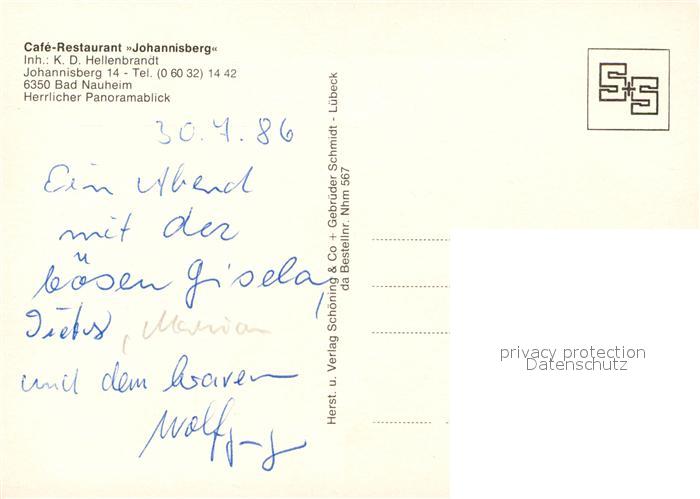 Café-Restaurant »Johannisberg«
Inh.: K. D. Hellenbrandt
Johannisberg 14 - Tel. (0 60 32) 14 42
6350 Bad Nauheim
Herrlicher Panoramablick
30.7.86
Ein Abend
mit der
bösen Gisela,
Dieter, Marian
und dem braven
Wolfgang
Herst. u. Verlag Schöning & Co + Gebrüder Schmidt - Lübeck
da Bestellnr. Nhm 567
S+S
privacy protection
Datenschutz